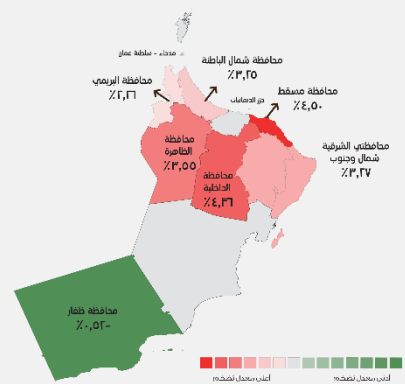 مدحاء - سلطنة عمان
محافظة شمال الباطنة
٪٣,٢٥
محافظة البريمي
٪٢,٢٦
محافظة مسقط
٪٤,٥٠
جزر الديمانيات
محافظة
الظاهرة
٪٣,٥٥
محافظتي الشرقية
شمال وجنوب
٪٣,٢٧
محافظة
الداخلية
٪٤,٣٦
محافظة ظفار
٪٠,٥٢-
أعلى معدل تضخم
أدنى معدل تضخم